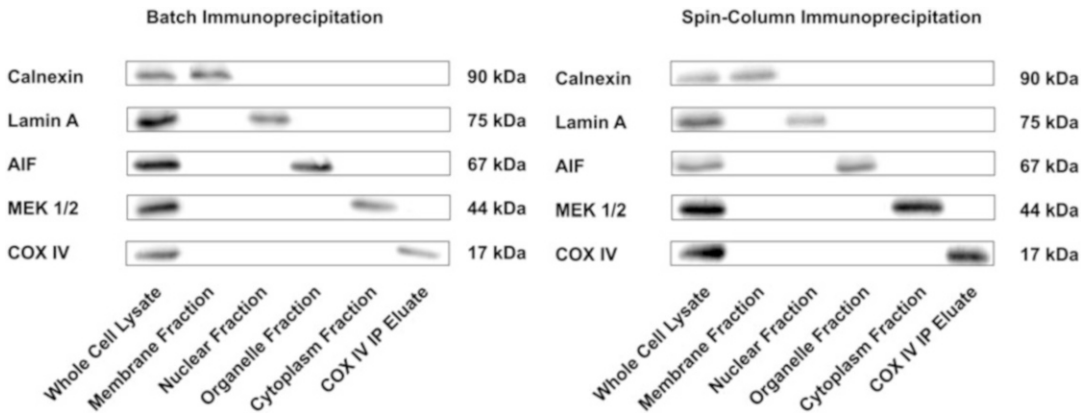 Batch Immunoprecipitation
Calnexin 90 kDa
Lamin A 75 kDa
AIF 67 kDa
MEK 1/2 44 kDa
COX IV 17 kDa
Whole Cell Lysate
Membrane Fraction
Nuclear Fraction
Organelle Fraction
Cytoplasm Fraction
COX IV IP Eluate
Spin-Column Immunoprecipitation
Calnexin 90 kDa
Lamin A 75 kDa
AIF 67 kDa
MEK 1/2 44 kDa
COX IV 17 kDa
Whole Cell Lysate
Membrane Fraction
Nuclear Fraction
Organelle Fraction
Cytoplasm Fraction
COX IV IP Eluate